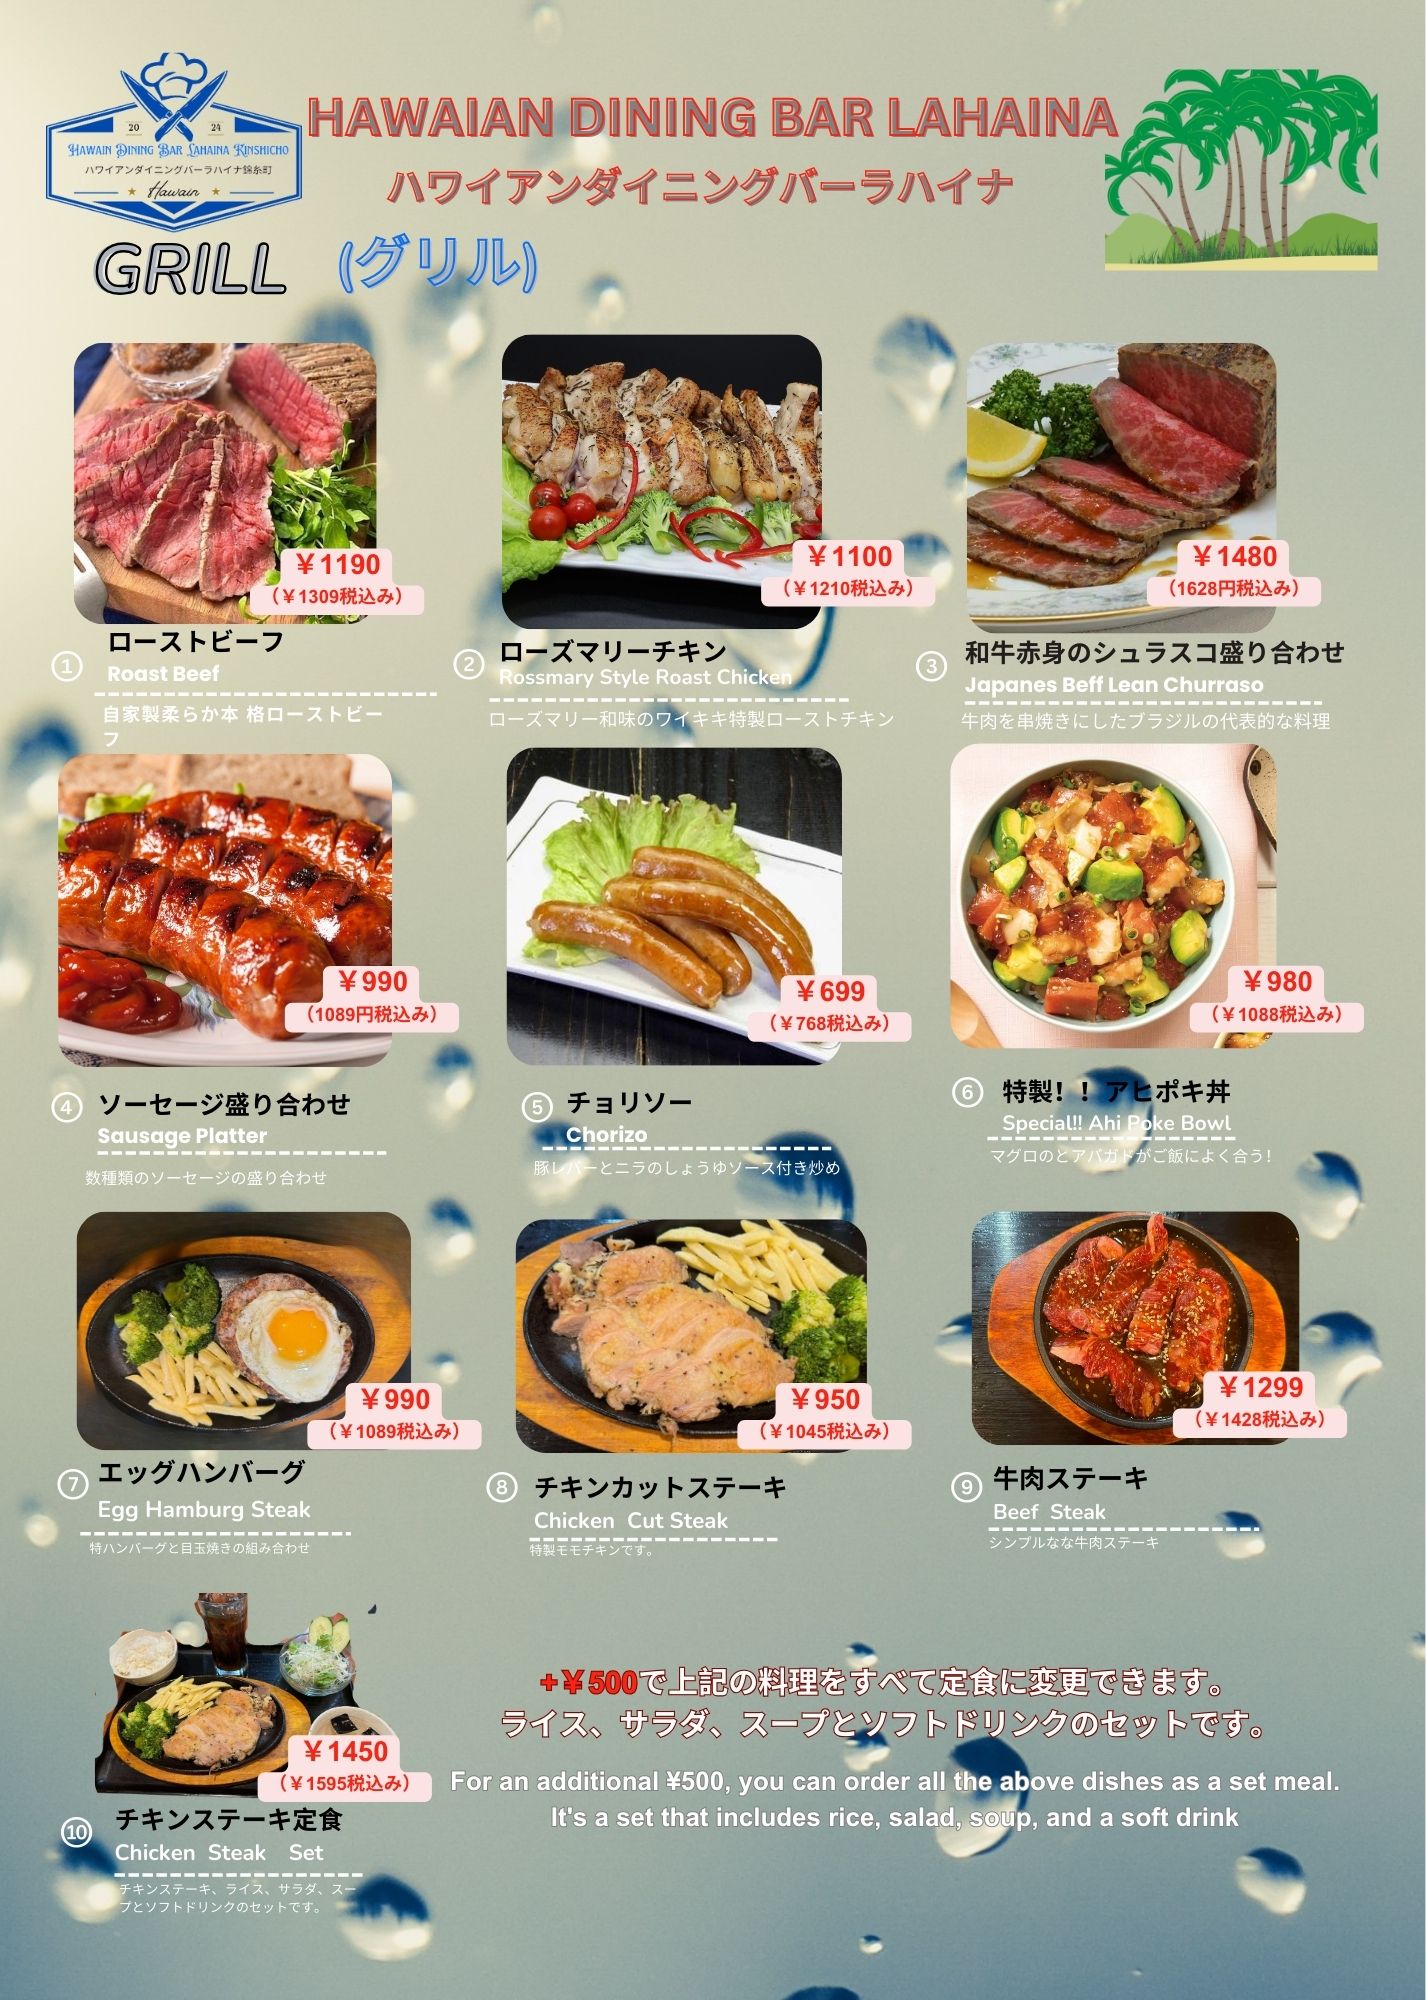 20 24
HAWAIN DINING BAR LAHAINA KINSHICHO
ハワイアンダイニングバーラハイナ錦糸町
Hawain
HAWAIAN DINING BAR LAHAINA
ハワイアンダイニングバーラハイナ
GRILL (グリル)
￥1190
(￥1309税込み)
① ローストビーフ
Roast Beef
自家製柔らか本 格ローストビー
フ
￥1100
(￥1210税込み)
② ローズマリーチキン
Rossmary Style Roast Chicken
ローズマリー和味のワイキキ特製ローストチキン
￥1480
(1628円税込み)
③ 和牛赤身のシュラスコ盛り合わせ
Japanes Beff Lean Churraso
牛肉を串焼きにしたブラジルの代表的な料理
￥990
(1089円税込み)
④ ソーセージ盛り合わせ
Sausage Platter
数種類のソーセージの盛り合わせ
￥699
(￥768税込み)
⑤ チョリソー
Chorizo
豚レバーとニラのしょうゆソース付き炒め
￥980
(￥1088税込み)
⑥ 特製！！アヒポキ丼
Special!! Ahi Poke Bowl
マグロのとアバガドがご飯によく合う！
￥990
(￥1089税込み)
⑦ エッグハンバーグ
Egg Hamburg Steak
特ハンバーグと目玉焼きの組み合わせ
￥950
(￥1045税込み)
⑧ チキンカットステーキ
Chicken Cut Steak
特製モモチキンです。
￥1299
(￥1428税込み)
⑨ 牛肉ステーキ
Beef Steak
シンプルなな牛肉ステーキ
￥1450
(￥1595税込み)
⑩ チキンステーキ定食
Chicken Steak Set
チキンステーキ、ライス、サラダ、スー
プとソフトドリンクのセットです。
+￥500で上記の料理をすべて定食に変更できます。
ライス、サラダ、スープとソフトドリンクのセットです。
For an additional ¥500, you can order all the above dishes as a set meal.
It's a set that includes rice, salad, soup, and a soft drink